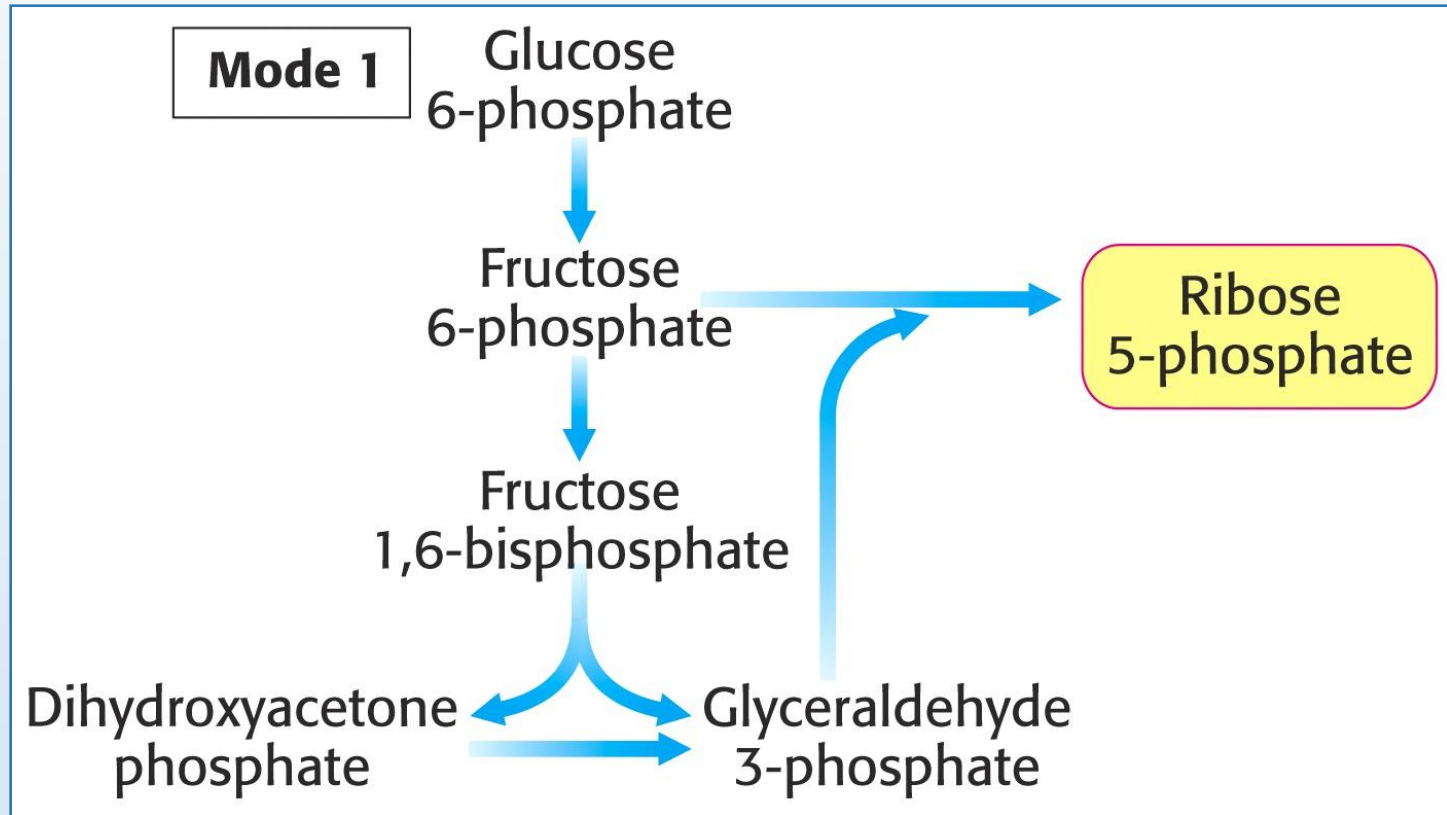 Mode 1
Glucose
6-phosphate
Fructose
6-phosphate
Ribose
5-phosphate
Fructose
1,6-bisphosphate
Dihydroxyacetone
phosphate
Glyceraldehyde
3-phosphate